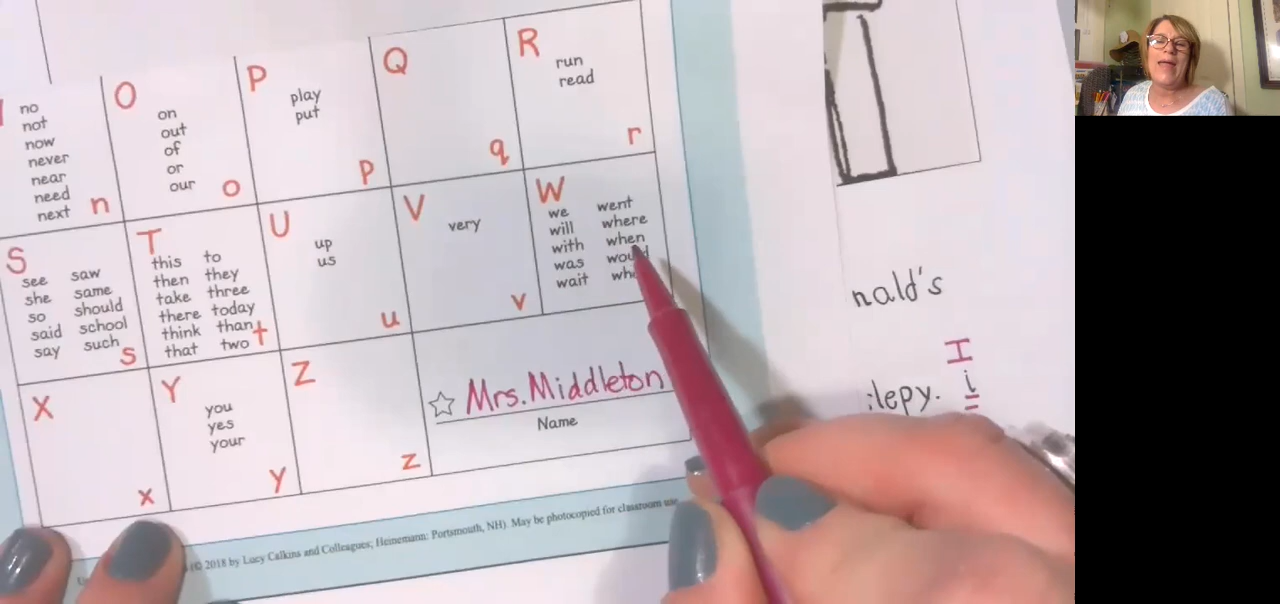 n
no
not
now
never
near
need
next
O
on
out
of
or
our
o
P
play
put
p
Q
q
R
run
read
r
S
see saw
she same
so should
said school
say such
s
T
this to
then they
take three
there today
think than
that two
t
U
up
us
u
V
very
v
W
we went
will where
with when
was
wait
X
x
Y
you
yes
your
y
Z
z
Mrs. Middleton
Name
© 2018 by Lucy Calkins and Colleagues; Heinemann: Portsmouth, NH). May be photocopied for classroom use
nald's
I
i
lepy.